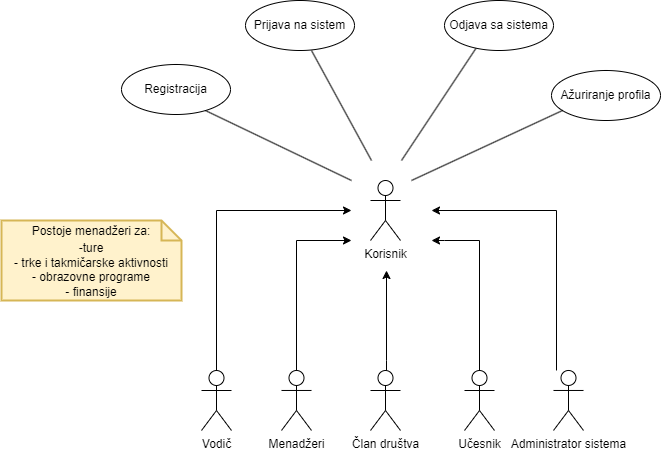 Prijava na sistem
Odjava sa sistema
Registracija
Ažuriranje profila
Postoje menadžeri za:
-ture
- trke i takmičarske aktivnosti
- obrazovne programe
- finansije
Korisnik
Vodič
Menadžeri
Član društva
Učesnik
Administrator sistema